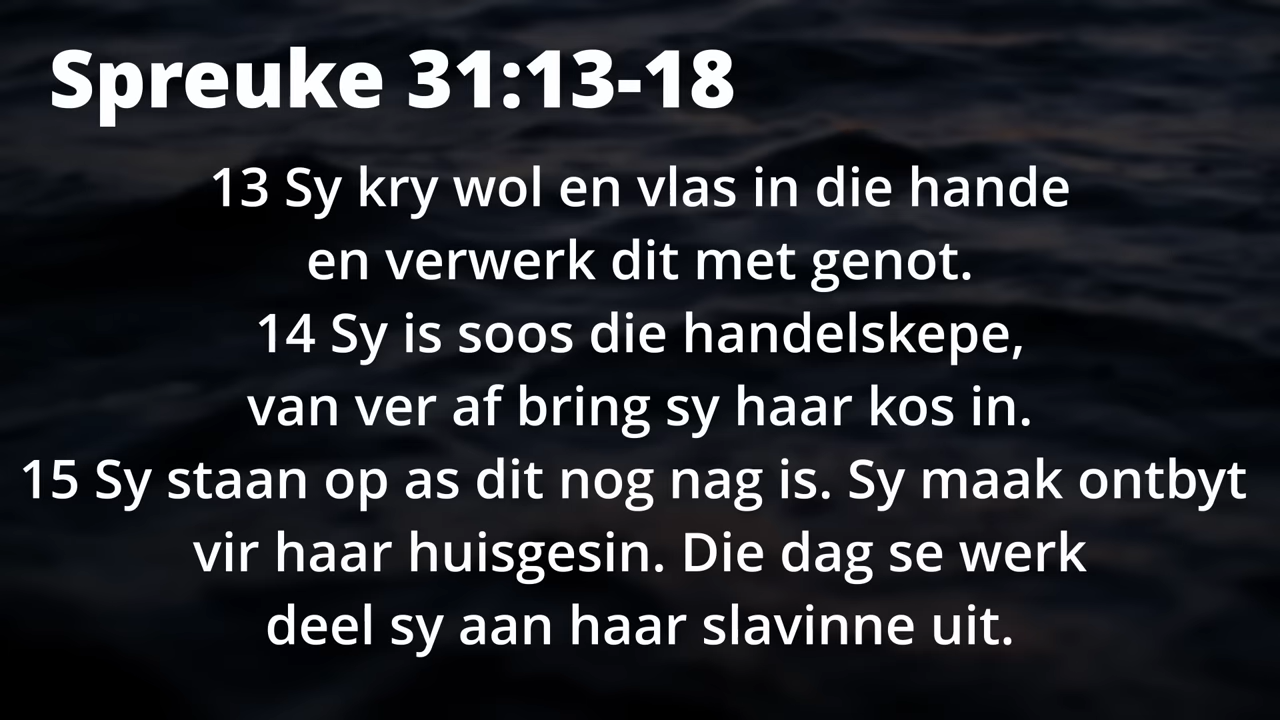 Spreuke 31:13-18
13 Sy kry wol en vlas in die hande
en verwerk dit met genot.
14 Sy is soos die handelskepe,
van ver af bring sy haar kos in.
15 Sy staan op as dit nog nag is. Sy maak ontbyt
vir haar huisgesin. Die dag se werk
deel sy aan haar slavinne uit.